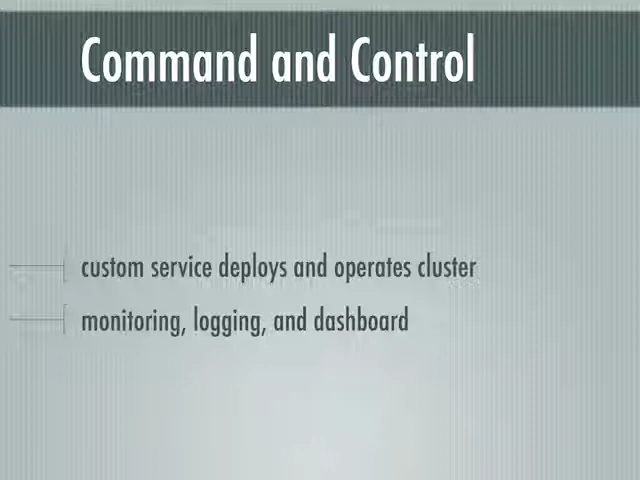 Command and Control
custom service deploys and operates cluster
monitoring, logging, and dashboard